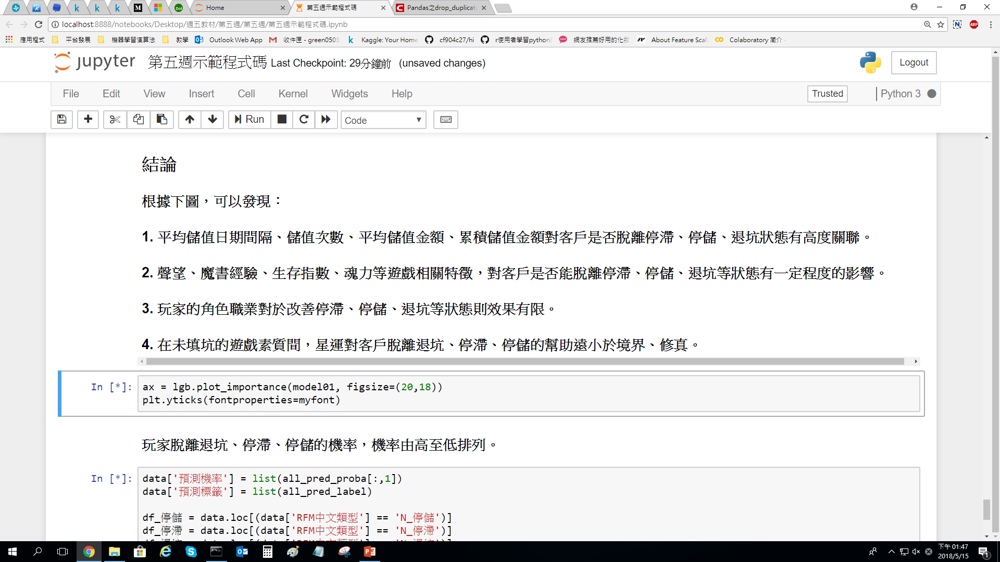 Home
第五週示範程式碼
Pandas之drop_duplicat
localhost:8888/notebooks/Desktop/週五教材/第五週/第五週/第五週示範程式碼.ipynb
應用程式 平台發展 機器學習演算法 教學 Outlook Web App 收件匣 - green0503 Kaggle: Your Home cf904c27/hi r使用者學習python 網友推薦好用的化妝 About Feature Scali Colaboratory 简介 -
jupyter 第五週示範程式碼 Last Checkpoint: 29分鐘前 (unsaved changes)
Logout
File Edit View Insert Cell Kernel Widgets Help
Trusted
Python 3
Run
Code
結論
根據下圖，可以發現：
1. 平均儲值日期間隔、儲值次數、平均儲值金額、累積儲值金額對客戶是否脫離停滯、停儲、退坑狀態有高度關聯。
2. 聲望、魔書經驗、生存指數、魂力等遊戲相關特徵，對客戶是否能脫離停滯、停儲、退坑等狀態有一定程度的影響。
3. 玩家的角色職業對於改善停滯、停儲、退坑等狀態則效果有限。
4. 在未填坑的遊戲素質間，星運對客戶脫離退坑、停滯、停儲的幫助遠小於境界、修真。
In [*]:
ax = lgb.plot_importance(model01, figsize=(20,18))
plt.yticks(fontproperties=myfont)
玩家脫離退坑、停滯、停儲的機率，機率由高至低排列。
In [*]:
data['預測機率'] = list(all_pred_proba[:,1])
data['預測標籤'] = list(all_pred_label)
df_停儲 = data.loc[(data['RFM中文類型'] == 'N_停儲')]
df_停滯 = data.loc[(data['RFM中文類型'] == 'N_停滯')]
下午 01:47
2018/5/15
1